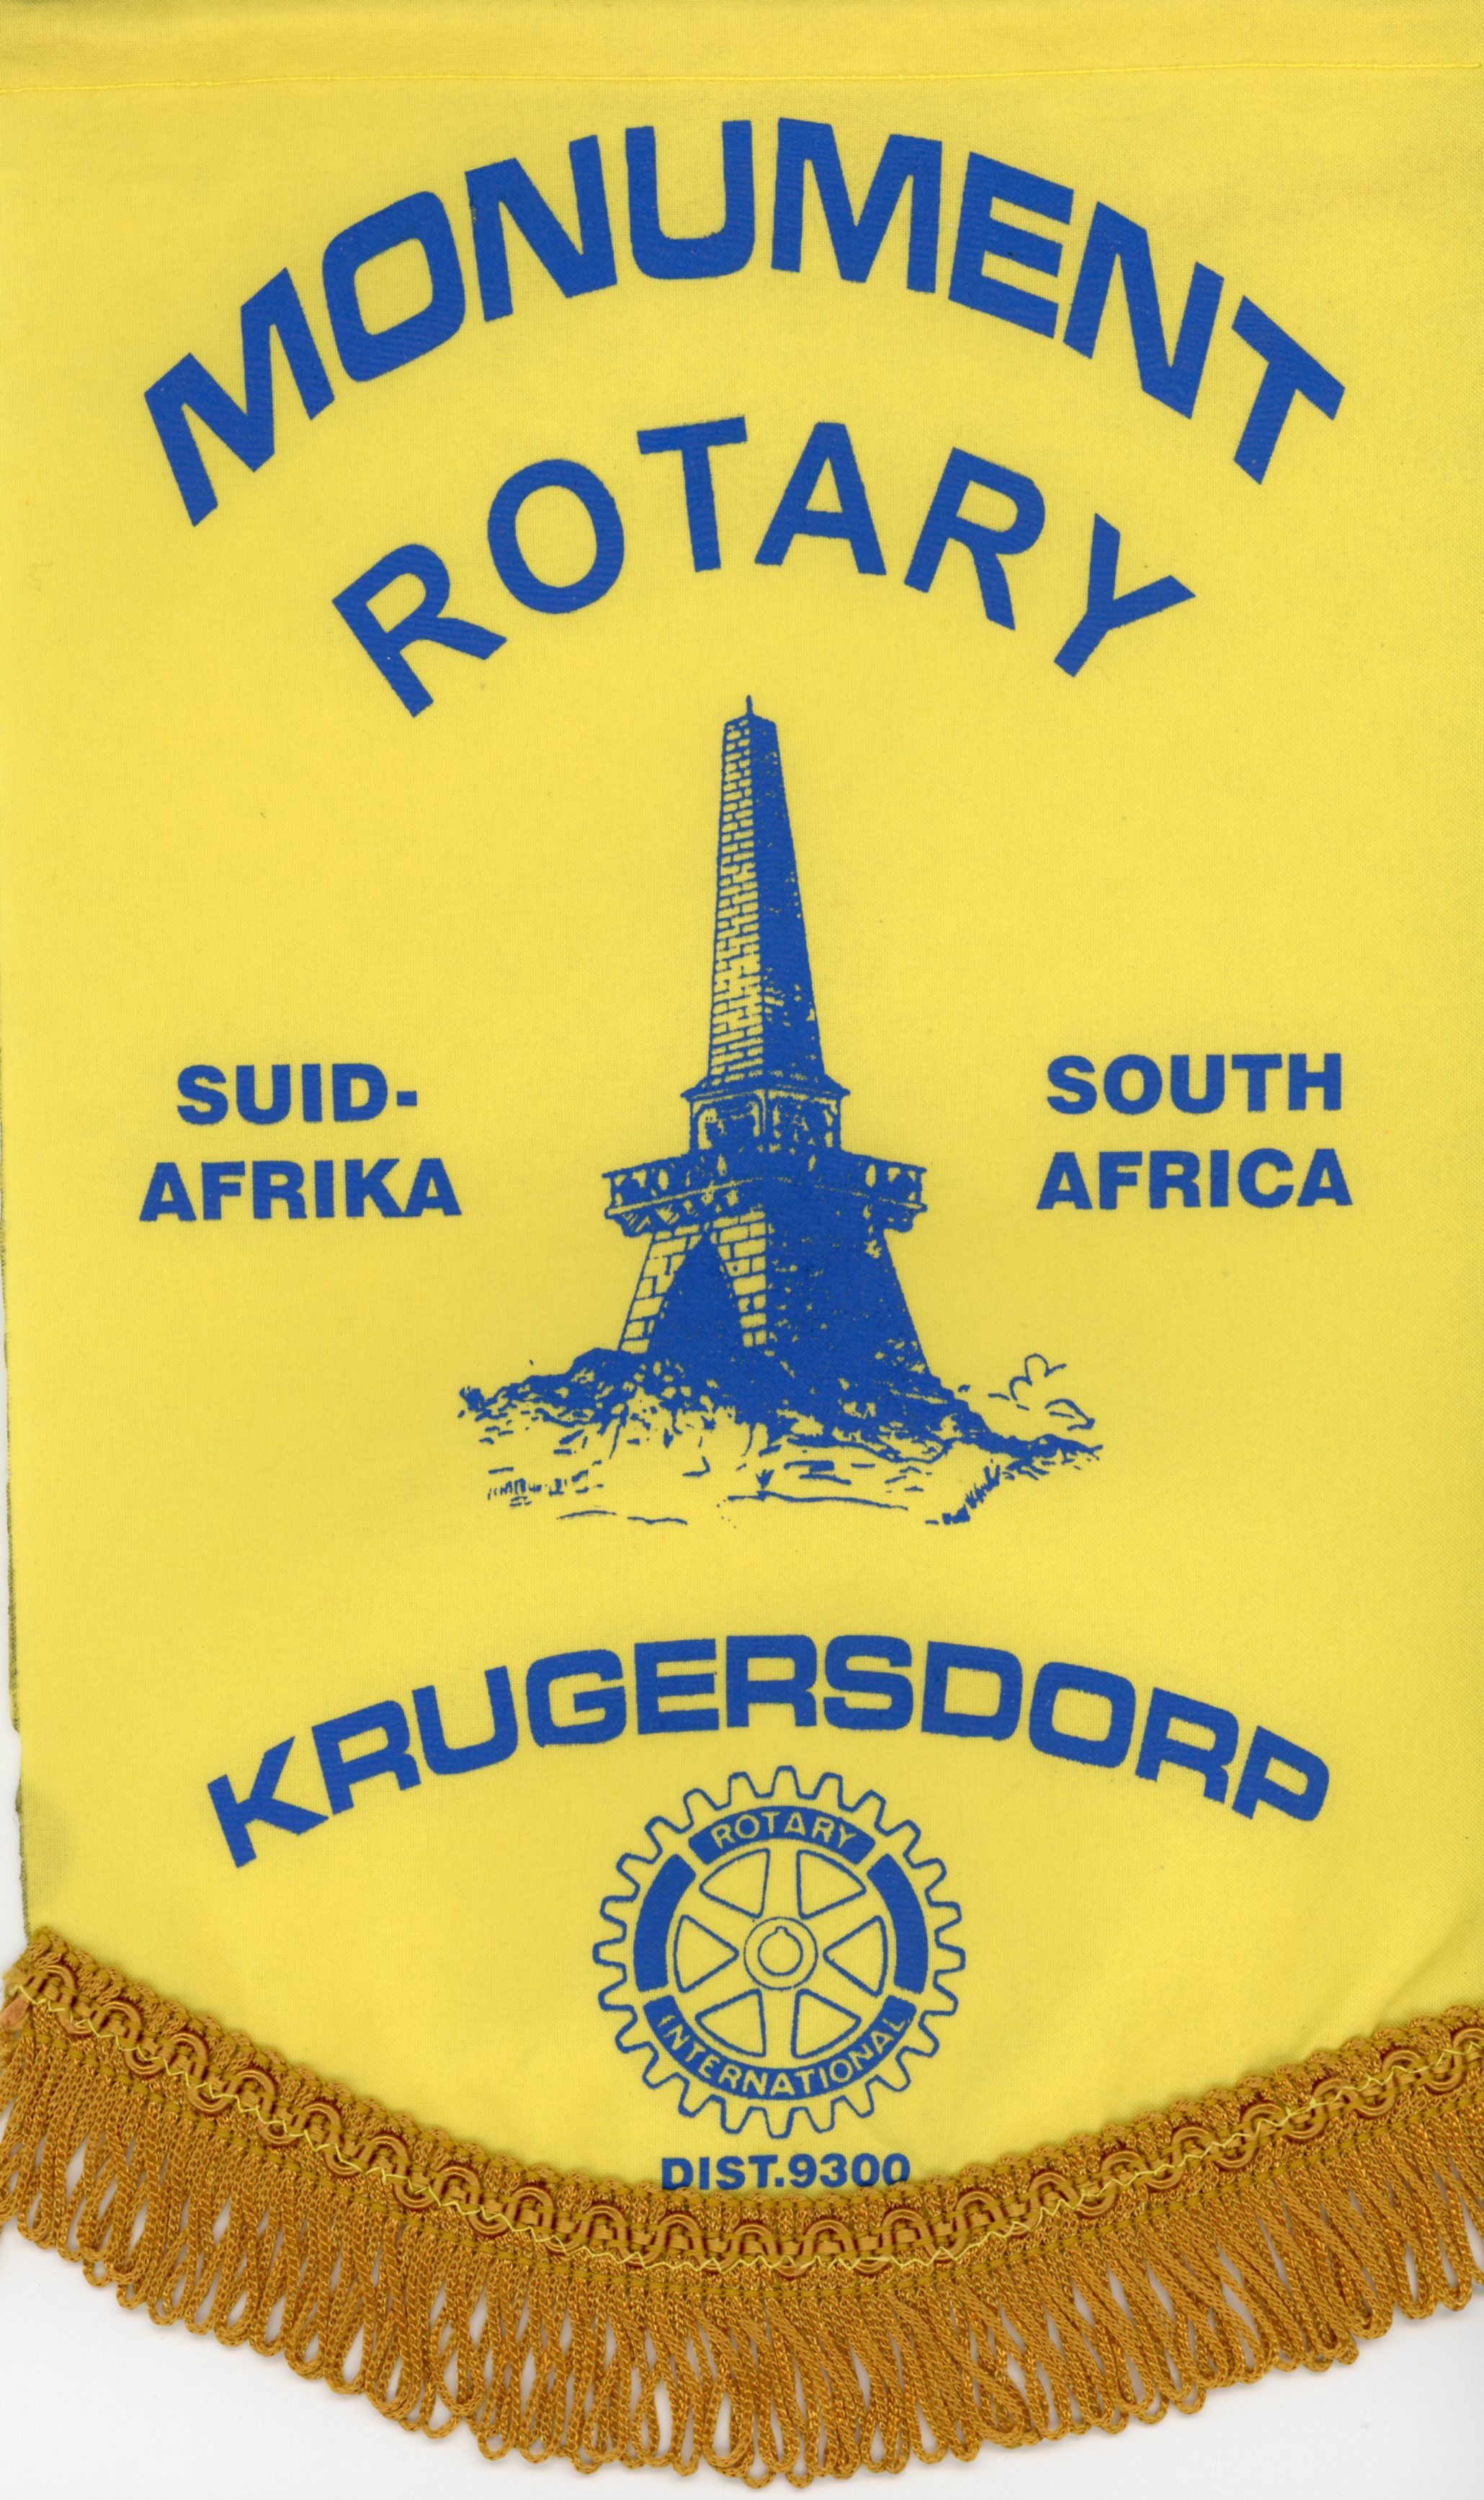 MONUMENT
ROTARY
SUID-
AFRIKA
SOUTH
AFRICA
KRUGERSDORP
ROTARY
INTERNATIONAL
DIST.9300